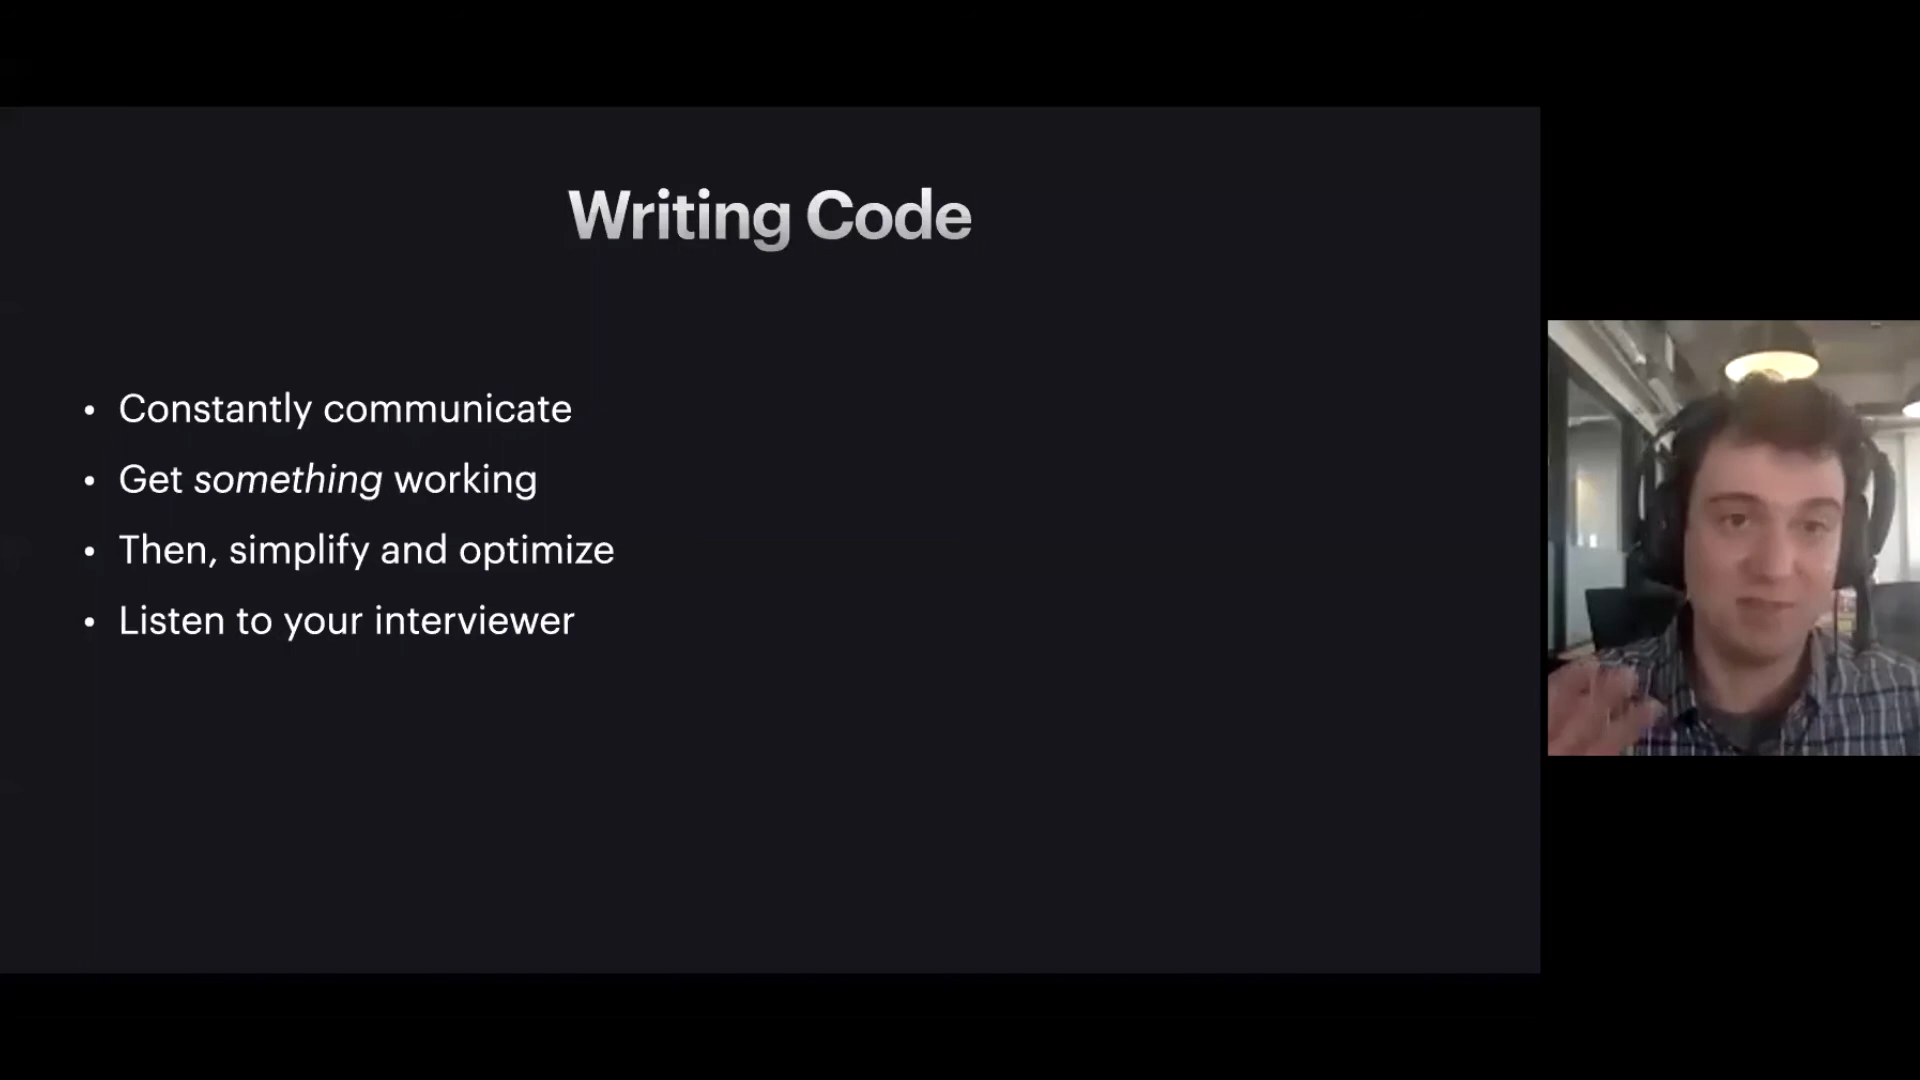 Writing Code
• Constantly communicate
• Get something working
• Then, simplify and optimize
• Listen to your interviewer